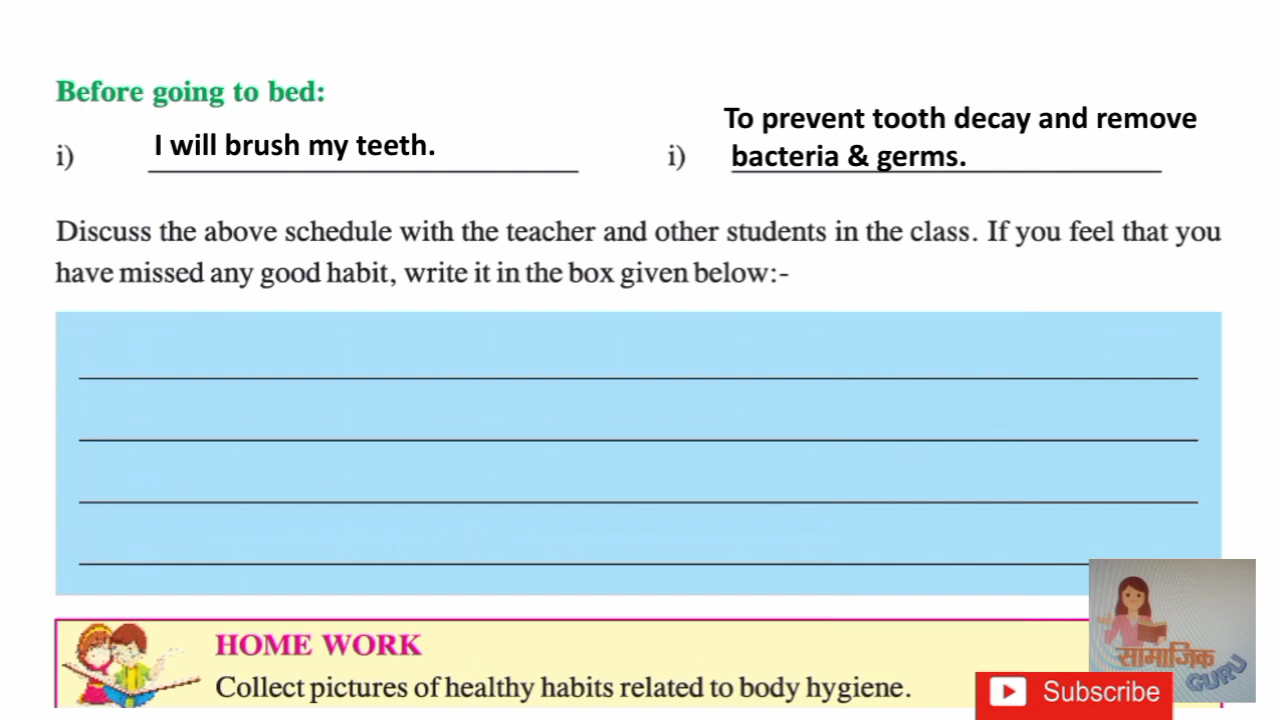 Before going to bed:
i) I will brush my teeth.
i) To prevent tooth decay and remove
bacteria & germs.
Discuss the above schedule with the teacher and other students in the class. If you feel that you
have missed any good habit, write it in the box given below:-
HOME WORK
Collect pictures of healthy habits related to body hygiene.
सामाजिक
GURU
Subscribe